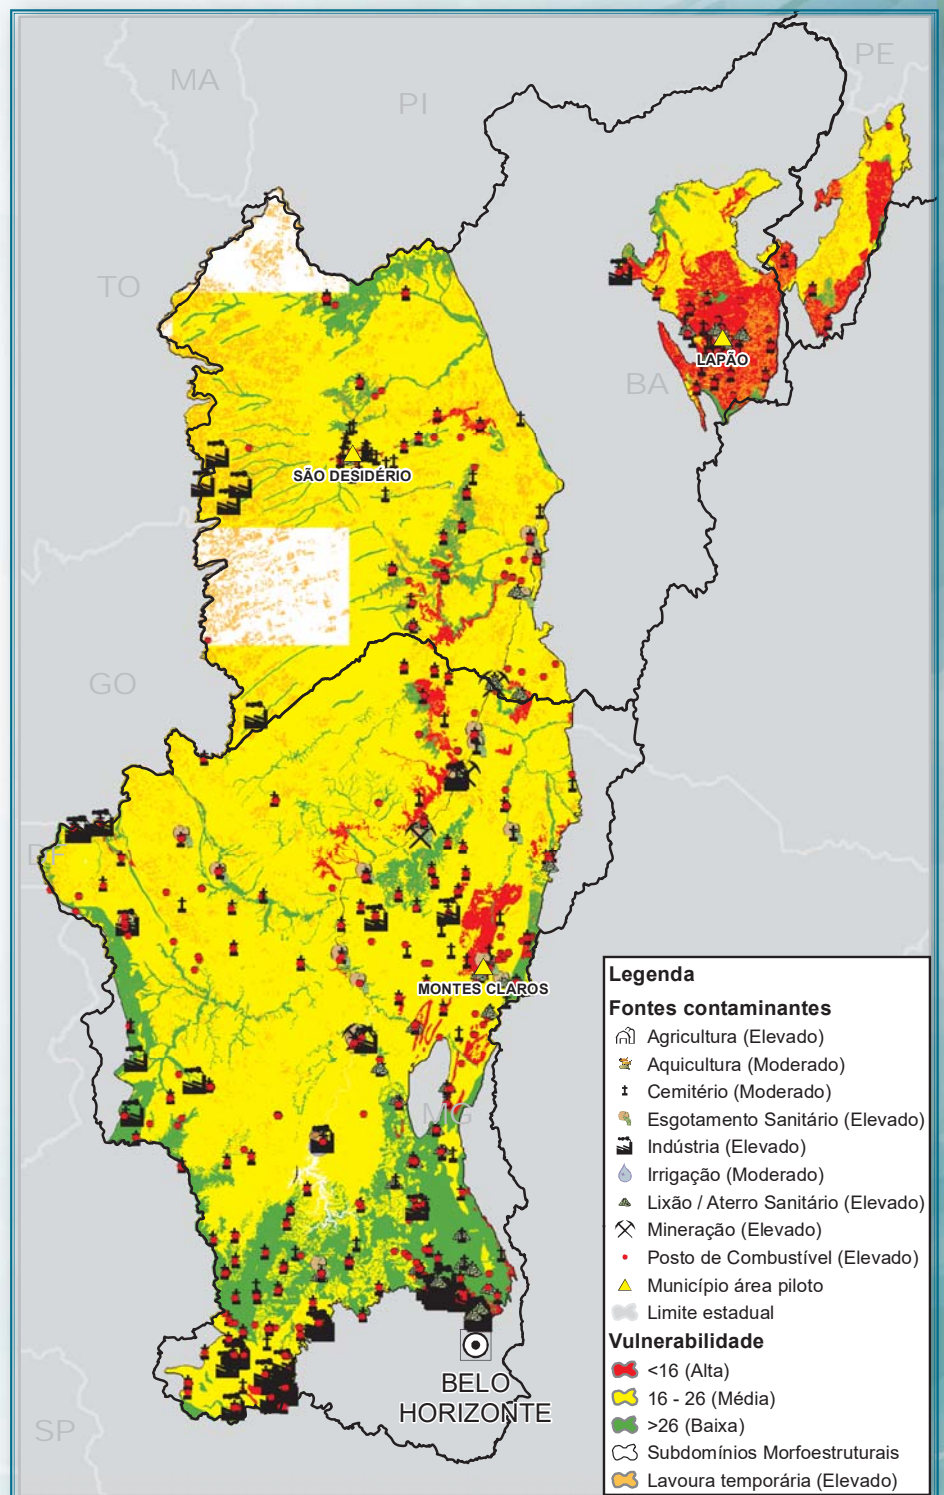 MA
PI
PE
TO
BA
LAPÃO
SÃO DESIDÉRIO
GO
DF
MONTES CLAROS
MG
BELO
HORIZONTE
SP
Legenda
Fontes contaminantes
Agricultura (Elevado)
Aquicultura (Moderado)
Cemitério (Moderado)
Esgotamento Sanitário (Elevado)
Indústria (Elevado)
Irrigação (Moderado)
Lixão / Aterro Sanitário (Elevado)
Mineração (Elevado)
Posto de Combustível (Elevado)
Município área piloto
Limite estadual
Vulnerabilidade
<16 (Alta)
16 - 26 (Média)
>26 (Baixa)
Subdomínios Morfoestruturais
Lavoura temporária (Elevado)